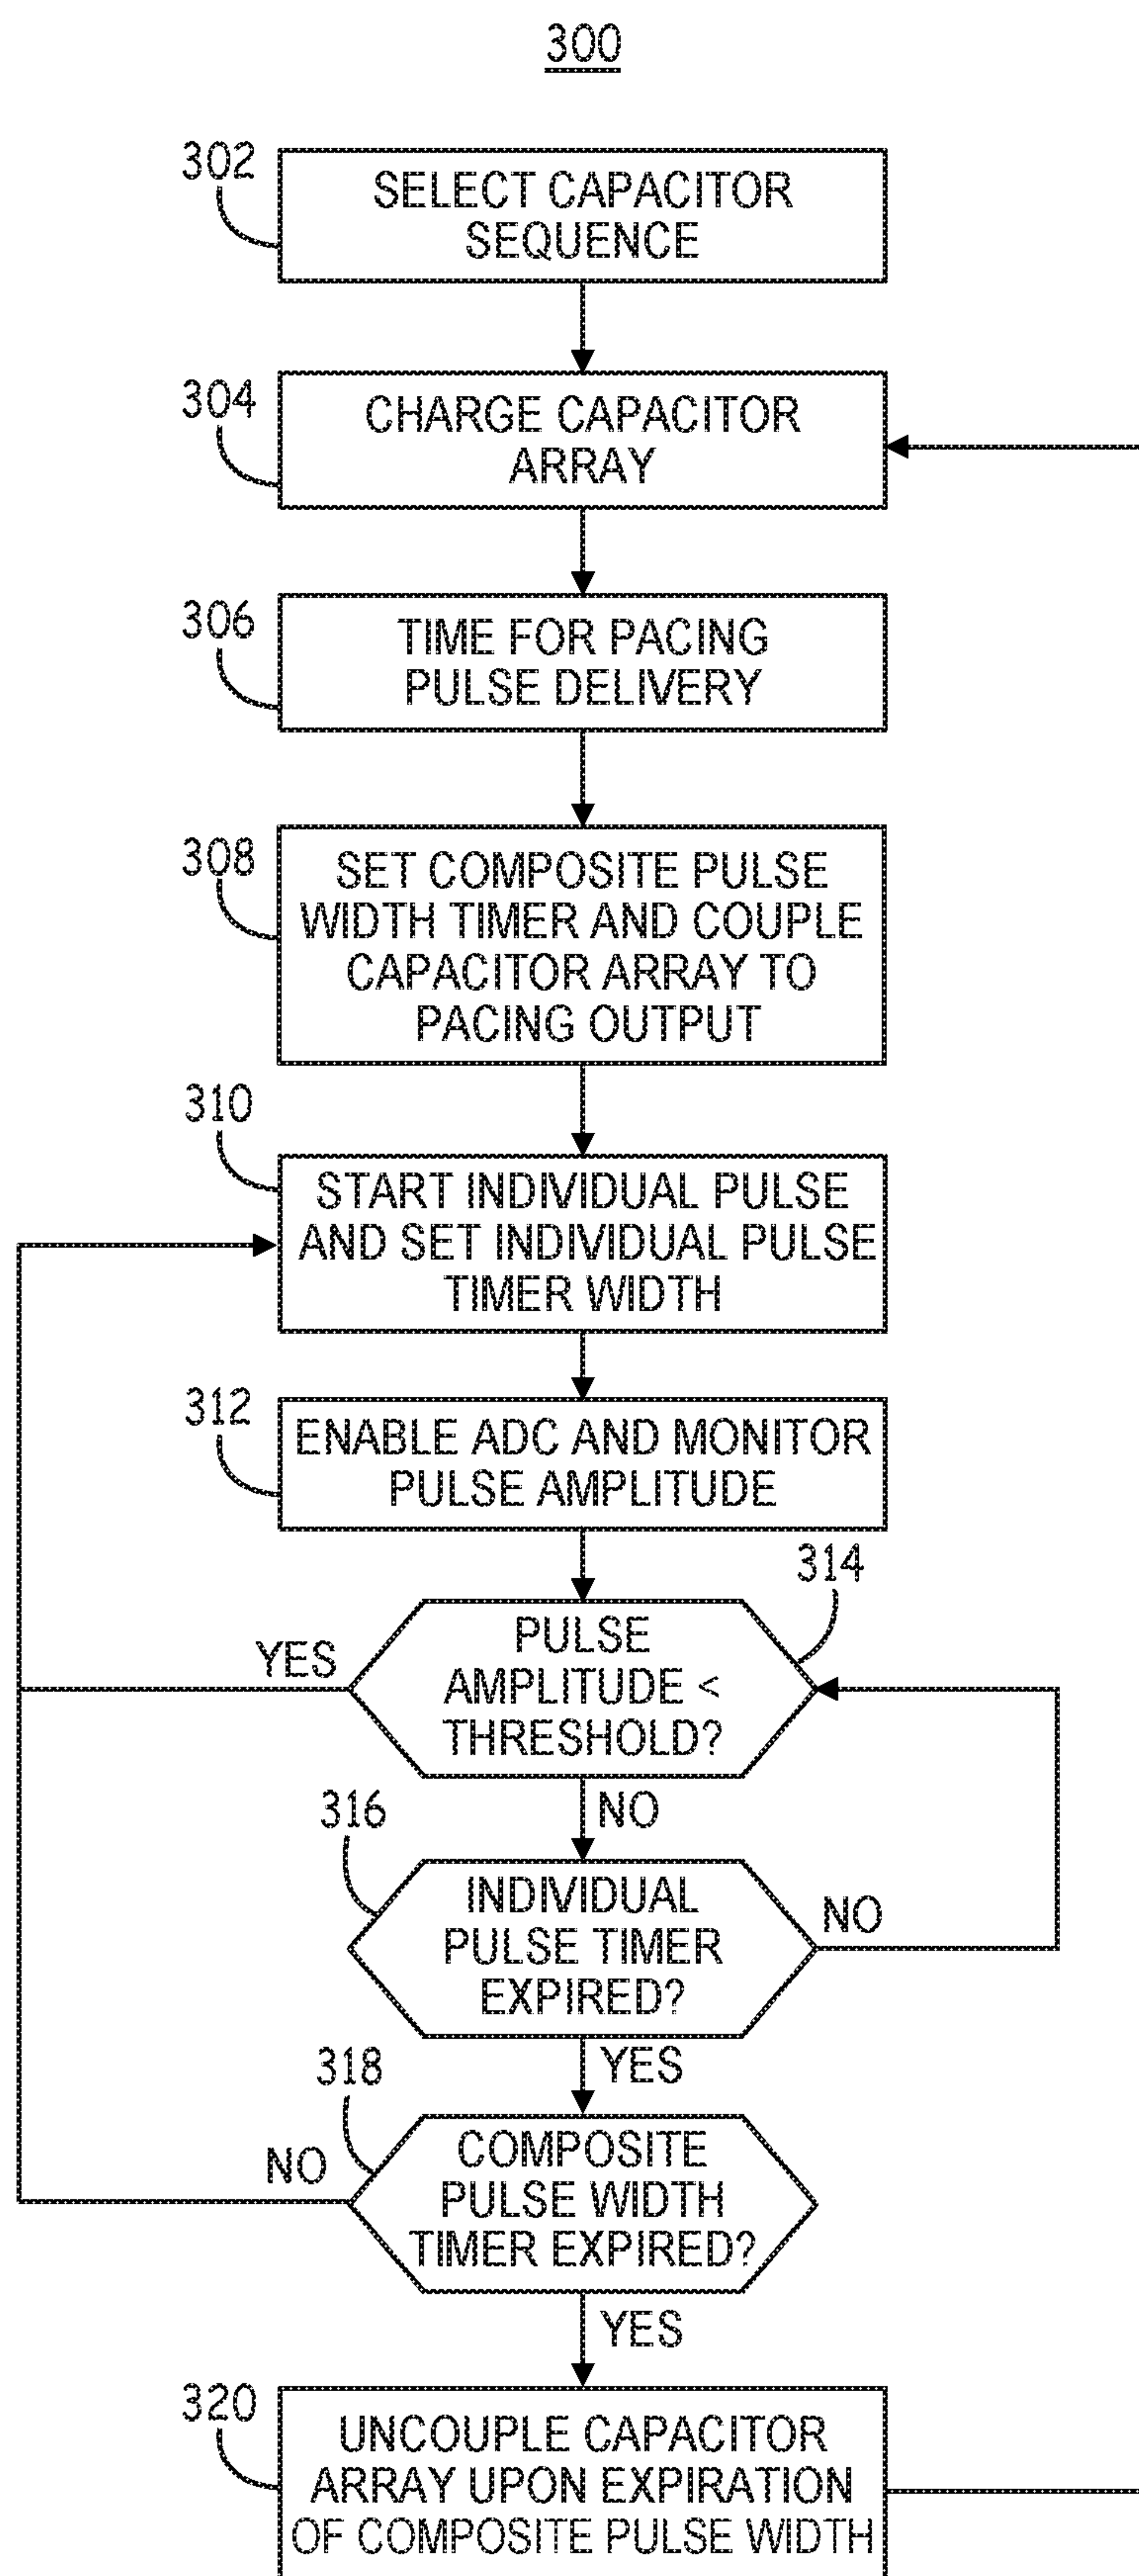 300
302
SELECT CAPACITOR
SEQUENCE
304
CHARGE CAPACITOR
ARRAY
306
TIME FOR PACING
PULSE DELIVERY
308
SET COMPOSITE PULSE
WIDTH TIMER AND COUPLE
CAPACITOR ARRAY TO
PACING OUTPUT
310
START INDIVIDUAL PULSE
AND SET INDIVIDUAL PULSE
TIMER WIDTH
312
ENABLE ADC AND MONITOR
PULSE AMPLITUDE
314
YES
PULSE
AMPLITUDE <
THRESHOLD?
NO
316
INDIVIDUAL
PULSE TIMER
EXPIRED?
NO
YES
318
NO
COMPOSITE
PULSE WIDTH
TIMER EXPIRED?
YES
320
UNCOUPLE CAPACITOR
ARRAY UPON EXPIRATION
OF COMPOSITE PULSE WIDTH